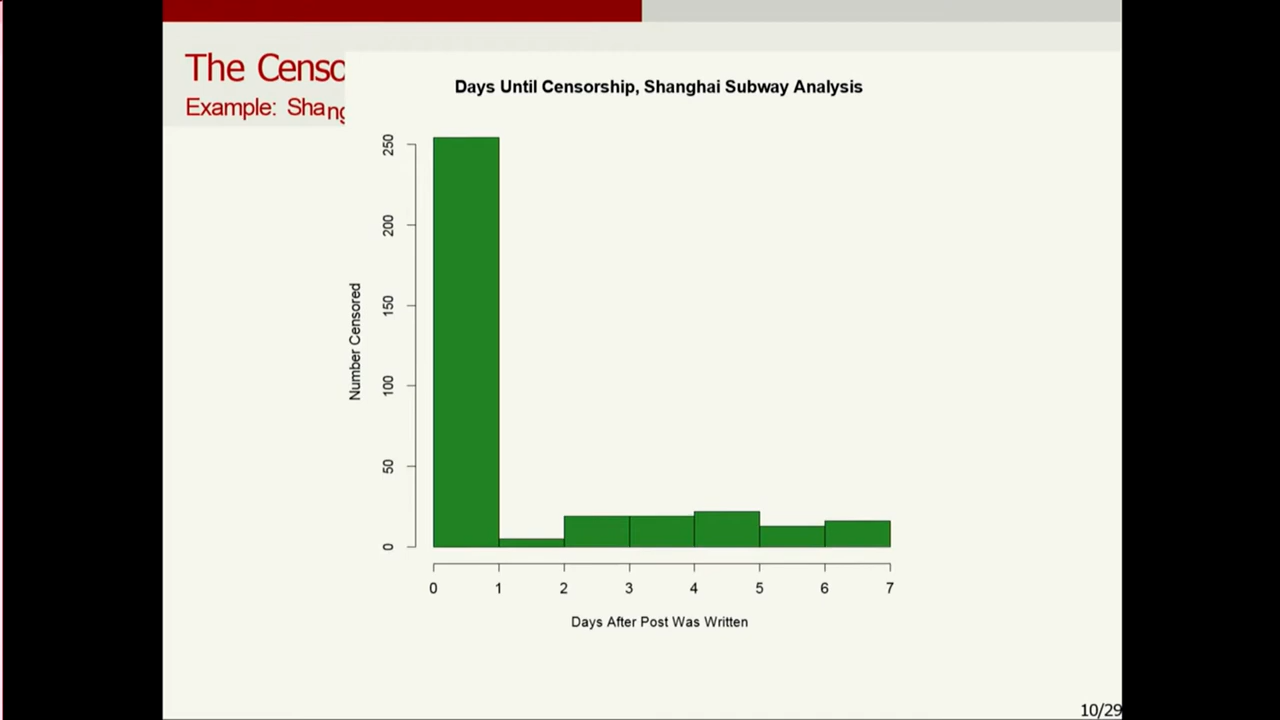 The Censo
Example: Shang
Days Until Censorship, Shanghai Subway Analysis
250
200
150
100
50
0
Number Censored
0 1 2 3 4 5 6 7
Days After Post Was Written
10/29